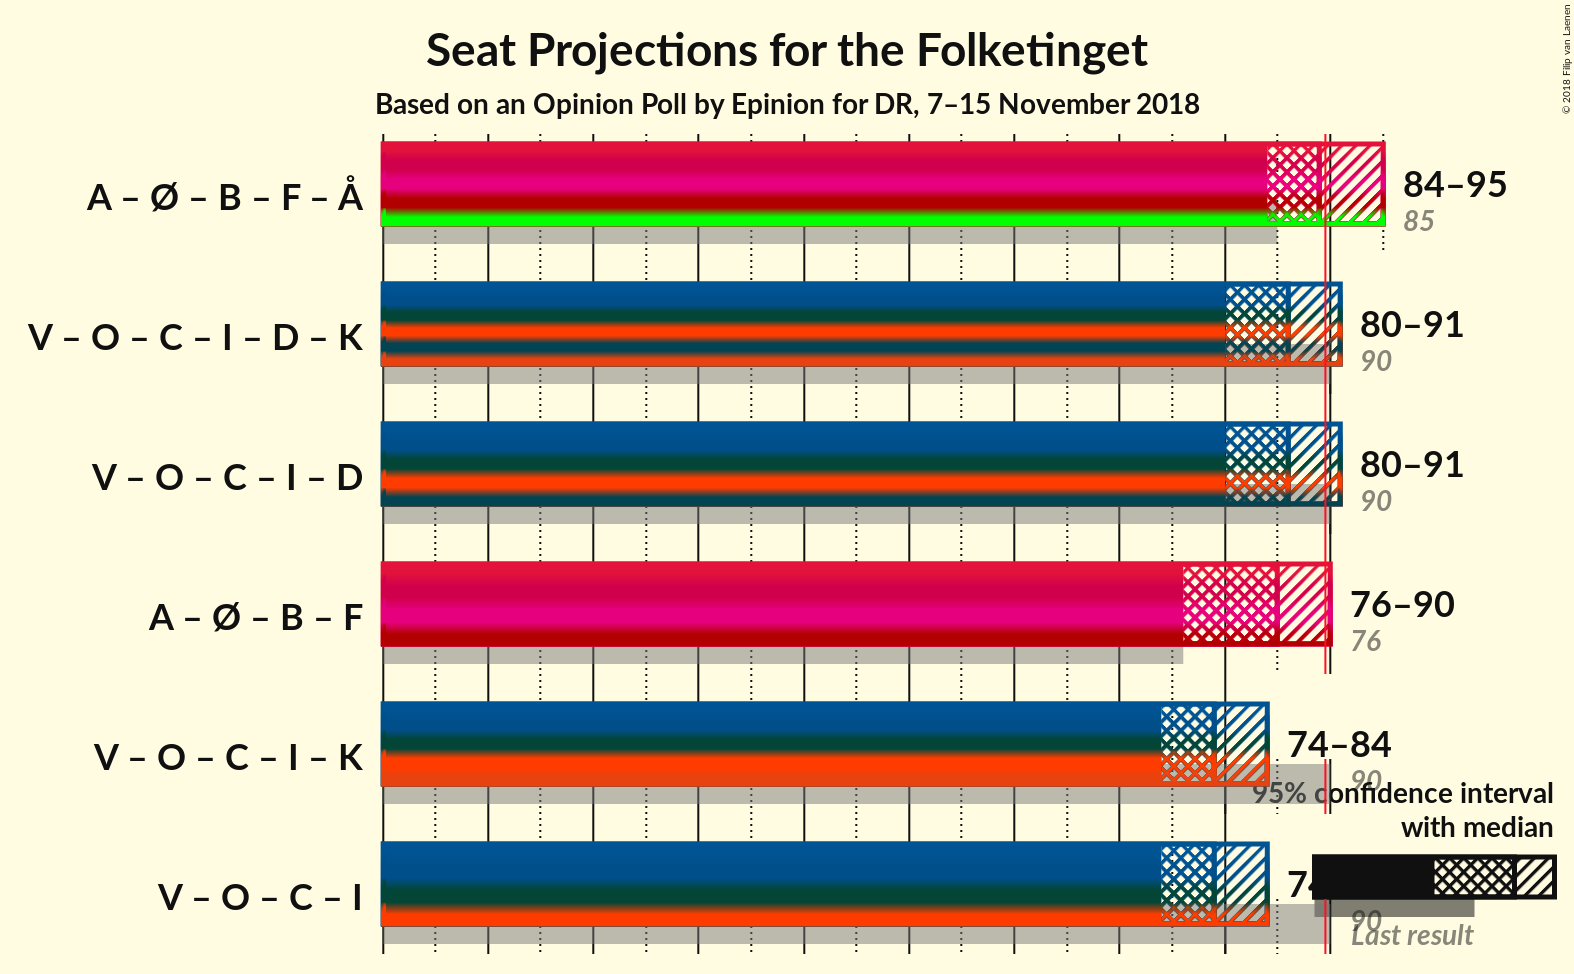 Seat Projections for the Folketinget
Based on an Opinion Poll by Epinion for DR, 7–15 November 2018
© 2018 Filip van Laenen
A – Ø – B – F – Å
84–95
85
V – O – C – I – D – K
80–91
90
V – O – C – I – D
80–91
90
A – Ø – B – F
76–90
76
V – O – C – I – K
74–84
90
95% confidence interval
with median
V – O – C – I
90
Last result